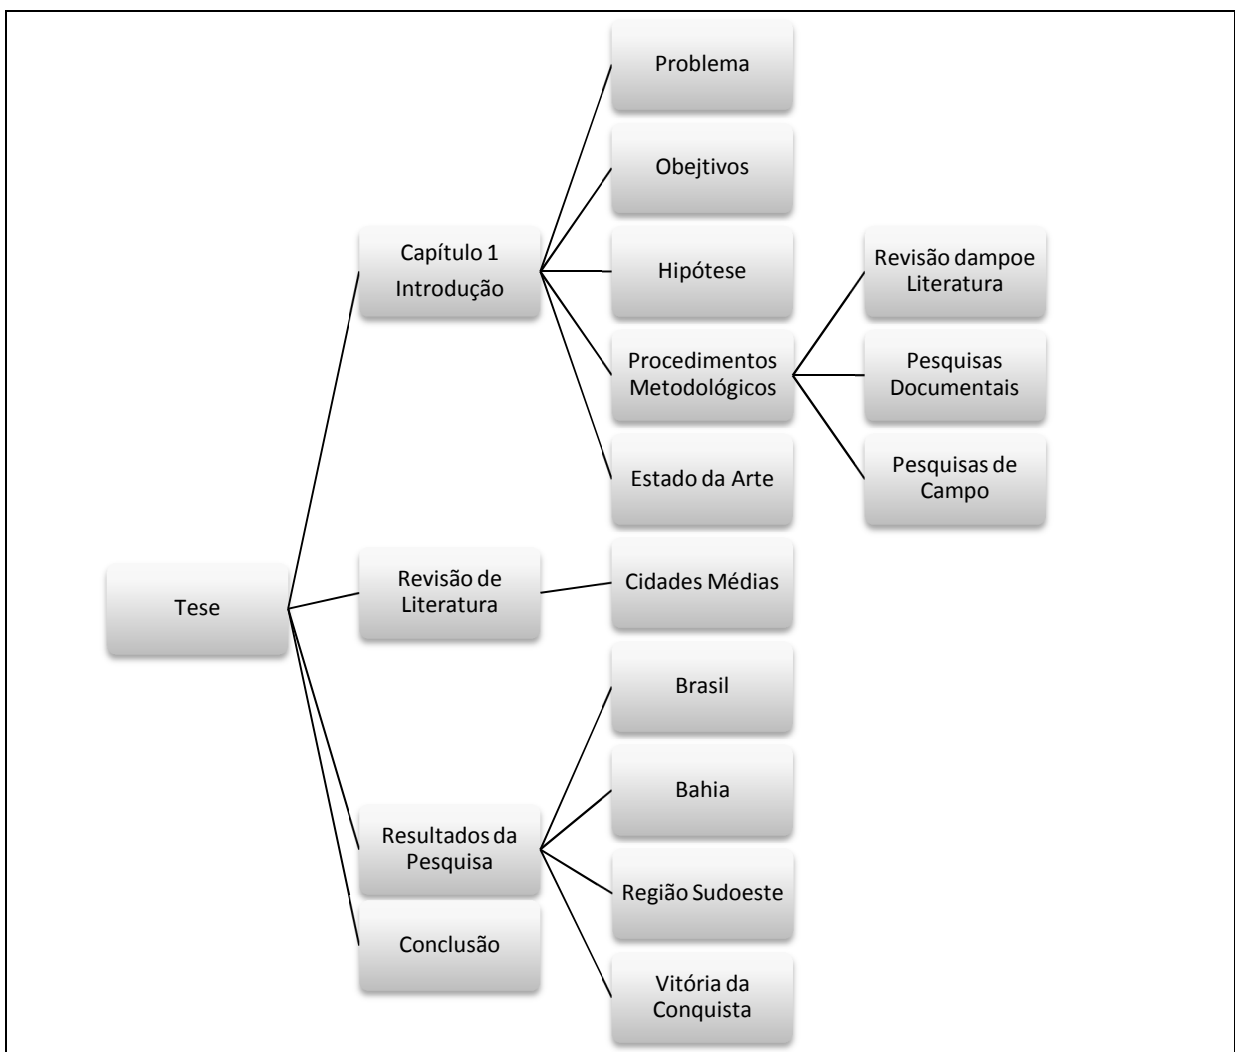 Problema
Obejtivos
Capítulo 1
Introdução
Hipótese
Revisão dampoe
Literatura
Procedimentos
Metodológicos
Pesquisas
Documentais
Estado da Arte
Pesquisas de
Campo
Tese
Revisão de
Literatura
Cidades Médias
Brasil
Bahia
Resultados da
Pesquisa
Região Sudoeste
Conclusão
Vitória da
Conquista